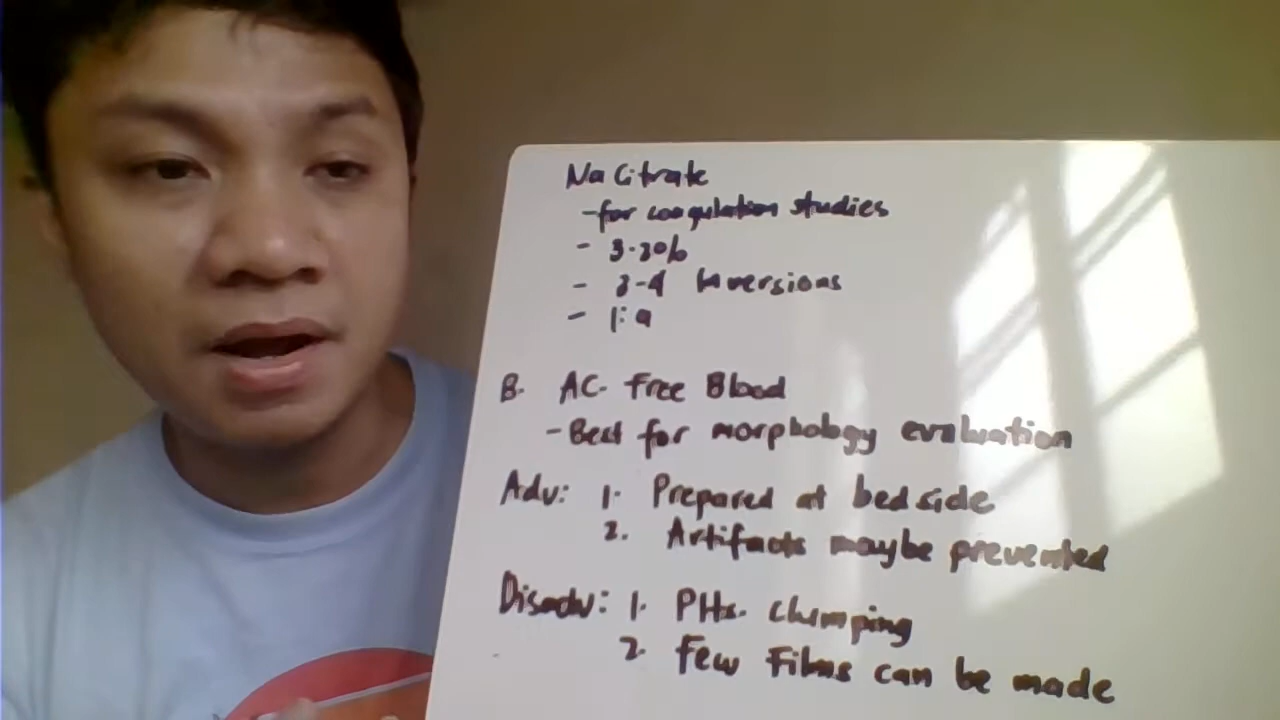 Na Citrate
- for coagulation studies
- 3.20%
- 3-4 Inversions
- 1:9
B. AC. Free Blood
- Best for morphology evaluation
Adv: 1. Prepared at bedside
2. Artifacts maybe prevented
Disadv: 1. Plts. clumping
2. Few Films can be made